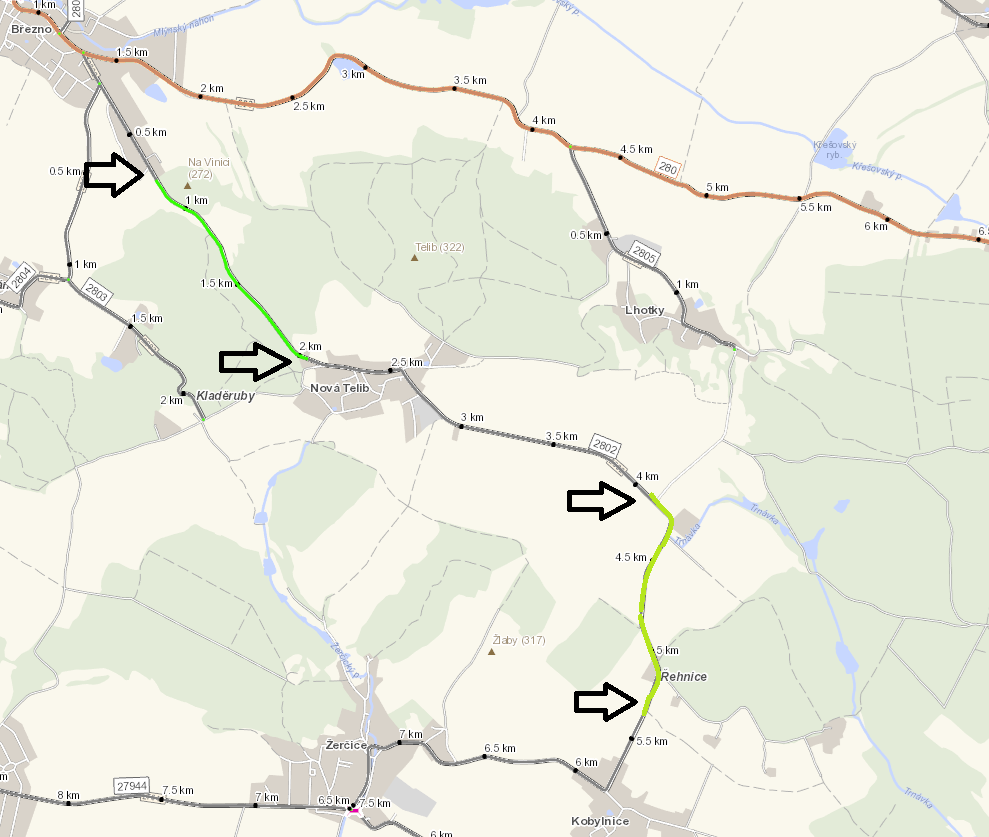 1 km
280
Březno
Mlýnský náhon
1.5 km
3 km
3.5 km
2 km
2.5 km
4 km
0.5 km
4.5 km
Křešovský
ryb.
Na Vinici
(272)
0.5 km
280
Křešovský p.
5 km
1 km
5.5 km
6 km
0.5 km
6.5
Telib (322)
2805
1 km
2804
1.5 km
2803
1 km
Lhotky
1.5 km
2 km
2.5 km
Nová Telib
Kladěruby
2 km
3 km
3.5 km
2802
4 km
Trnávka
Trnávka
4.5 km
Žlaby (317)
5 km
Řehnice
Žerčický p.
Žerčice
7 km
5.5 km
6.5 km
6 km
27944
8 km
7.5 km
7 km
6.5 km
7.5 km
Kobylnice
6 km
Trnávka